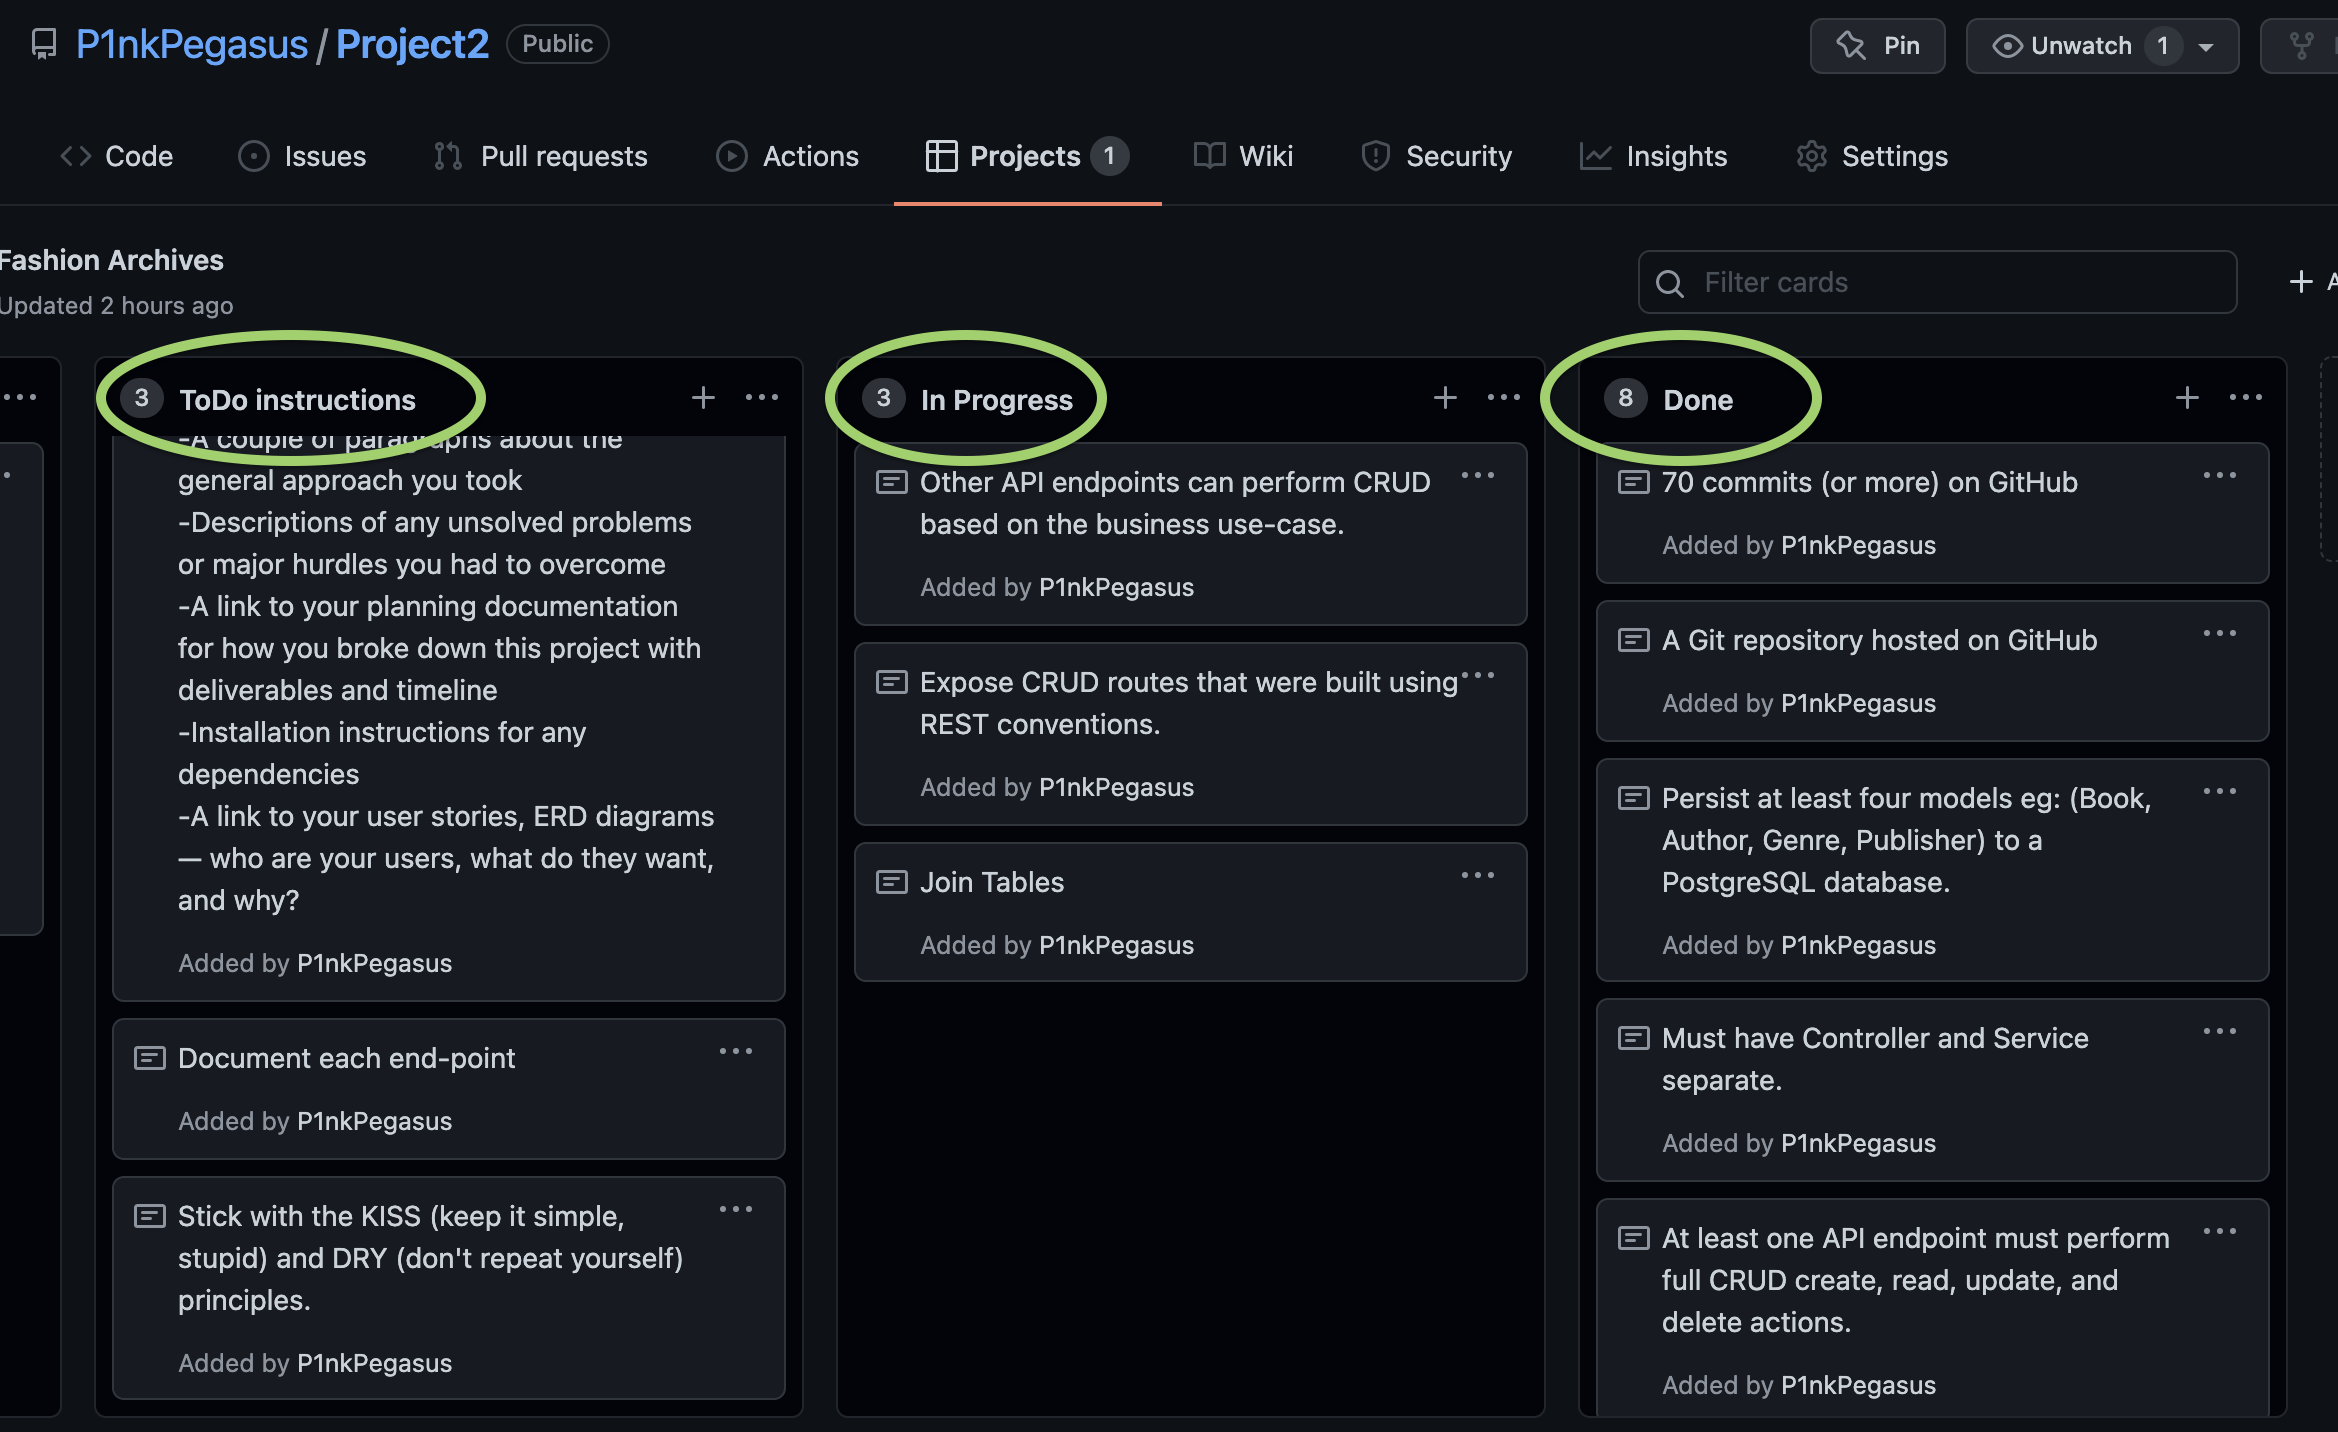 P1nkPegasus / Project2 Public
Pin
Unwatch 1
Code
Issues
Pull requests
Actions
Projects 1
Wiki
Security
Insights
Settings
Fashion Archives
Updated 2 hours ago
Filter cards
3 ToDo instructions
-A couple of paragraphs about the
general approach you took
-Descriptions of any unsolved problems
or major hurdles you had to overcome
-A link to your planning documentation
for how you broke down this project with
deliverables and timeline
-Installation instructions for any
dependencies
-A link to your user stories, ERD diagrams
— who are your users, what do they want,
and why?
Added by P1nkPegasus
Document each end-point
Added by P1nkPegasus
Stick with the KISS (keep it simple,
stupid) and DRY (don't repeat yourself)
principles.
Added by P1nkPegasus
3 In Progress
Other API endpoints can perform CRUD
based on the business use-case.
Added by P1nkPegasus
Expose CRUD routes that were built using
REST conventions.
Added by P1nkPegasus
Join Tables
Added by P1nkPegasus
8 Done
70 commits (or more) on GitHub
Added by P1nkPegasus
A Git repository hosted on GitHub
Added by P1nkPegasus
Persist at least four models eg: (Book,
Author, Genre, Publisher) to a
PostgreSQL database.
Added by P1nkPegasus
Must have Controller and Service
separate.
Added by P1nkPegasus
At least one API endpoint must perform
full CRUD create, read, update, and
delete actions.
Added by P1nkPegasus